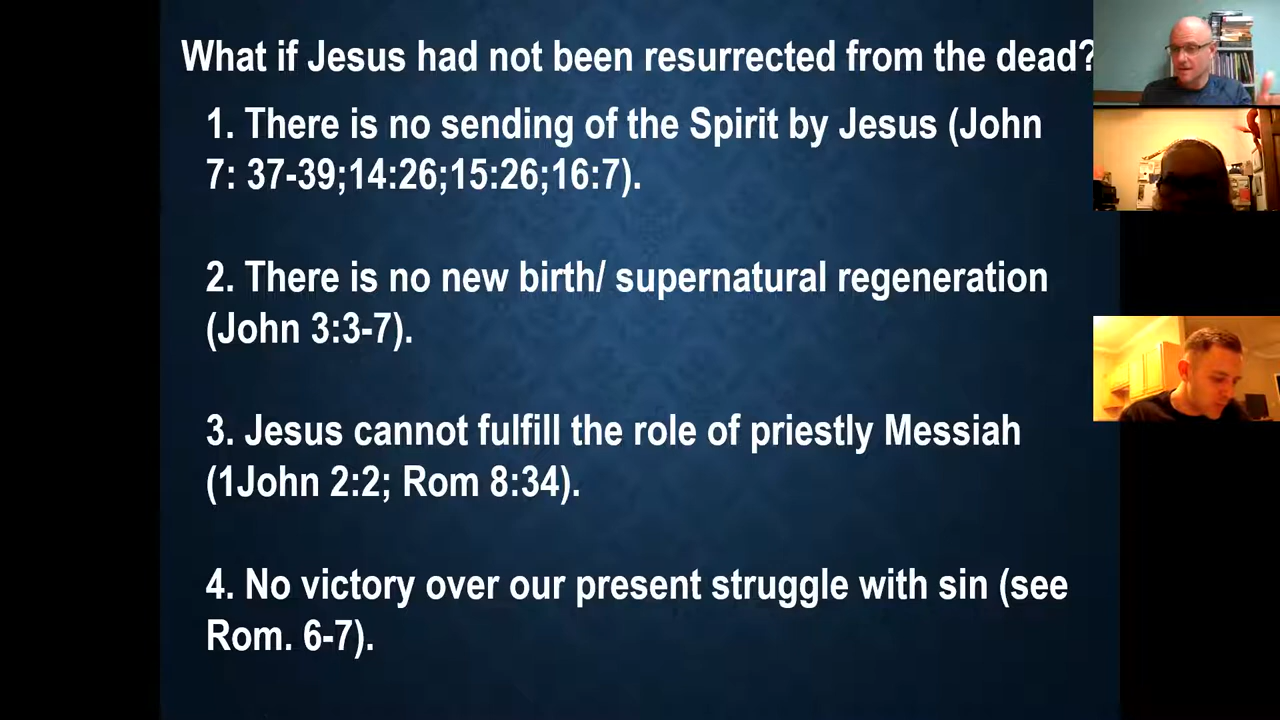 What if Jesus had not been resurrected from the dead?
1. There is no sending of the Spirit by Jesus (John
7: 37-39;14:26;15:26;16:7).
2. There is no new birth/ supernatural regeneration
(John 3:3-7).
3. Jesus cannot fulfill the role of priestly Messiah
(1John 2:2; Rom 8:34).
4. No victory over our present struggle with sin (see
Rom. 6-7).